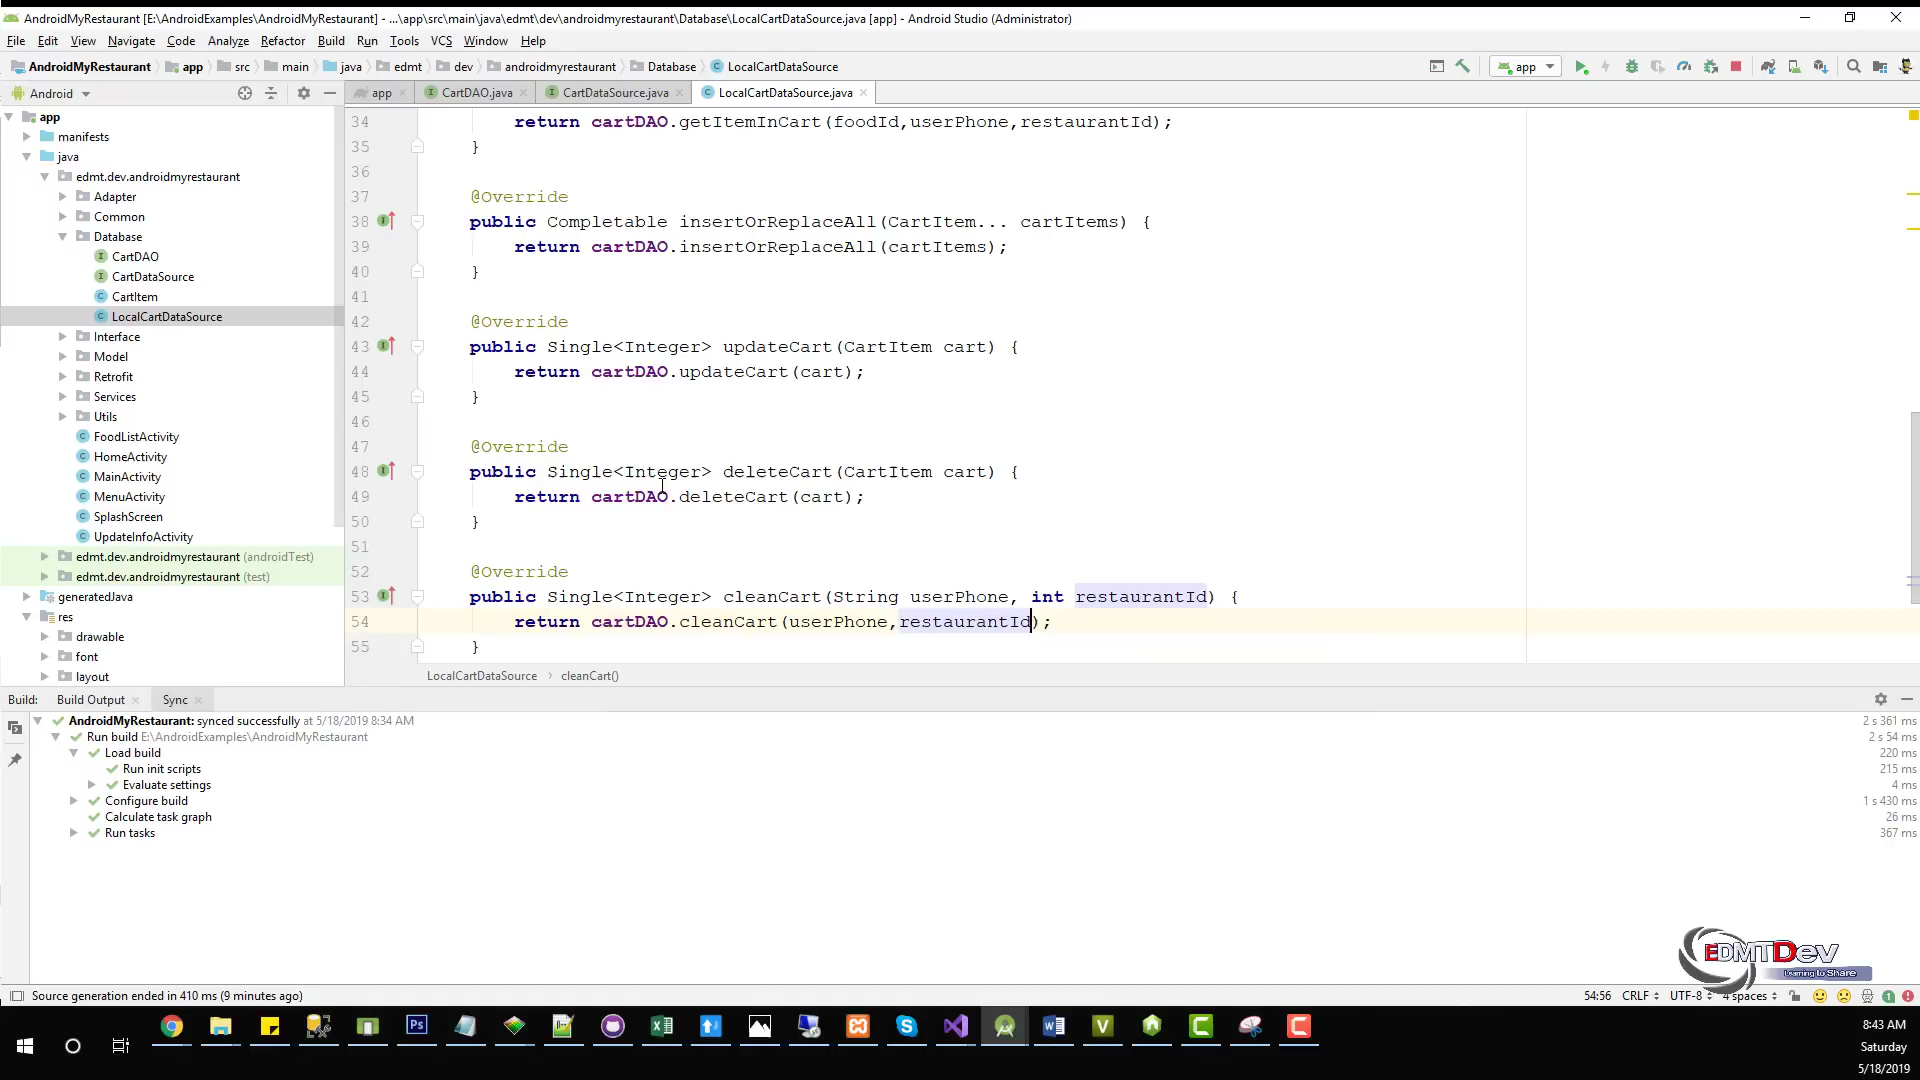 AndroidMyRestaurant [E:\AndroidExamples\AndroidMyRestaurant] - ...\app\src\main\java\edmt\dev\androidmyrestaurant\Database\LocalCartDataSource.java [app] - Android Studio (Administrator)
File Edit View Navigate Code Analyze Refactor Build Run Tools VCS Window Help
AndroidMyRestaurant app src main java edmt dev androidmyrestaurant Database LocalCartDataSource app
Android app CartDAO.java CartDataSource.java LocalCartDataSource.java
app
manifests
java
edmt.dev.androidmyrestaurant
Adapter
Common
Database
CartDAO
CartDataSource
CartItem
LocalCartDataSource
Interface
Model
Retrofit
Services
Utils
FoodListActivity
HomeActivity
MainActivity
MenuActivity
SplashScreen
UpdateInfoActivity
edmt.dev.androidmyrestaurant (androidTest)
edmt.dev.androidmyrestaurant (test)
generatedJava
res
drawable
font
layout
34 return cartDAO.getItemInCart(foodId,userPhone,restaurantId);
35 }
36
37 @Override
38 public Completable insertOrReplaceAll(CartItem... cartItems) {
39 return cartDAO.insertOrReplaceAll(cartItems);
40 }
41
42 @Override
43 public Single<Integer> updateCart(CartItem cart) {
44 return cartDAO.updateCart(cart);
45 }
46
47 @Override
48 public Single<Integer> deleteCart(CartItem cart) {
49 return cartDAO.deleteCart(cart);
50 }
51
52 @Override
53 public Single<Integer> cleanCart(String userPhone, int restaurantId) {
54 return cartDAO.cleanCart(userPhone,restaurantId);
55 }
LocalCartDataSource cleanCart()
Build: Build Output Sync
AndroidMyRestaurant: synced successfully at 5/18/2019 8:34 AM 2 s 361 ms
Run build E:\AndroidExamples\AndroidMyRestaurant 2 s 54 ms
Load build 220 ms
Run init scripts 215 ms
Evaluate settings 4 ms
Configure build 1 s 430 ms
Calculate task graph 26 ms
Run tasks 367 ms
EDMTDev
Learning to Share
Source generation ended in 410 ms (9 minutes ago) 54:56 CRLF UTF-8 4 spaces 1
8:43 AM
Saturday
5/18/2019